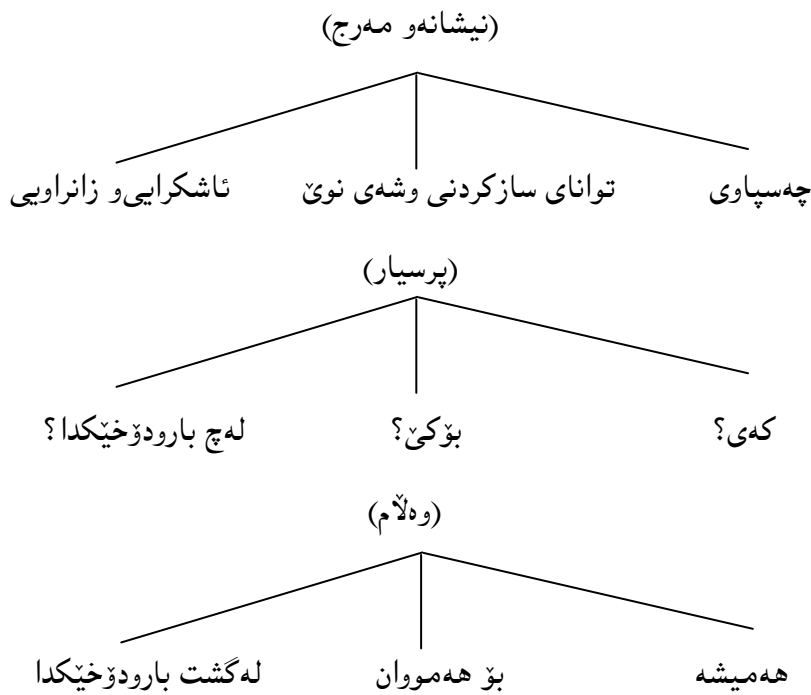 (نیشانەو مەرج)
چەسپاوی توانای سازکردنی وشەی نوێ ئاشکرایی‌و زانراویی
(پرسیار)
کەی؟ بۆکێ؟ لەچ بارودۆخێکدا؟
(وەڵام)
هەمیشە بۆ هەمووان لەگشت بارودۆخێکدا